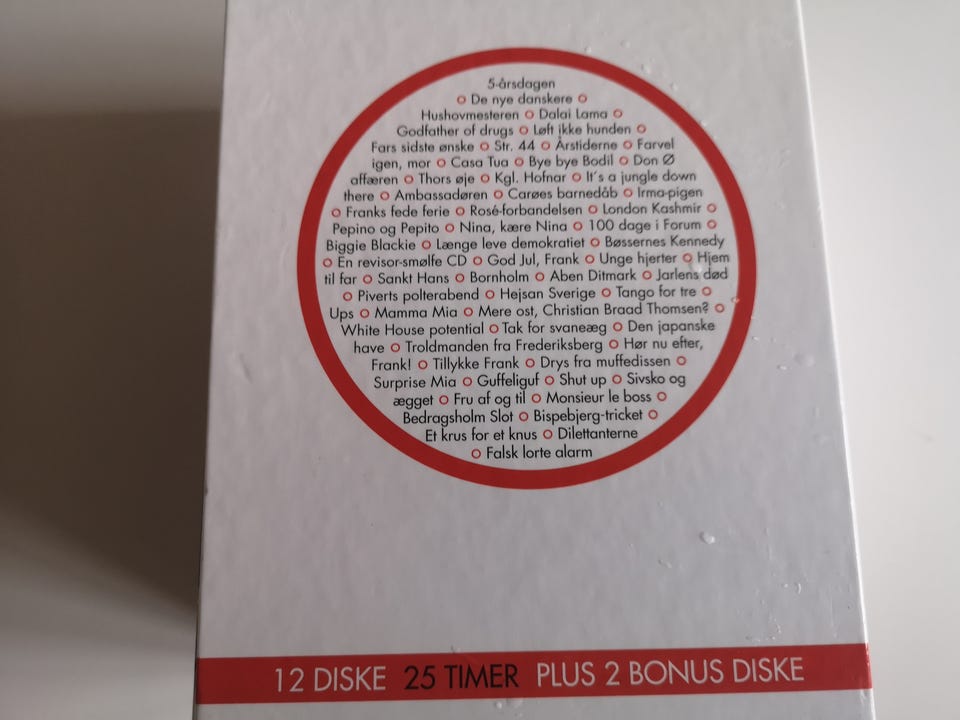 5-årsdagen
o De nye danskere o
Hushovmesteren o Dalai Lama o
Godfather of drugs o Løft ikke hunden o
Fars sidste ønske o Str. 44 o Årstiderne o Farvel
igen, mor o Casa Tua o Bye bye Bodil o Don Ø
affæren o Thors øje o Kgl. Hofnar o It´s a jungle down
there o Ambassadøren o Carøes barnedåb o Irma-pigen
o Franks fede ferie o Rosé-forbandelsen o London Kashmir o
Pepino og Pepito o Nina, kære Nina o 100 dage i Forum o
Biggie Blackie o Længe leve demokratiet o Bøssernes Kennedy
o En revisor-smølfe CD o God Jul, Frank o Unge hjerter o Hjem
til far o Sankt Hans o Bornholm o Aben Ditmark o Jarlens død
o Piverts polterabend o Hejsan Sverige o Tango for tre o
Ups o Mamma Mia o Mere ost, Christian Braad Thomsen? o
White House potential o Tak for svaneæg o Den japanske
have o Troldmanden fra Frederiksberg o Hør nu efter,
Frank! o Tillykke Frank o Drys fra muffedissen o
Surprise Mia o Guffeliguf o Shut up o Sivsko og
ægget o Fru af og til o Monsieur le boss o
Bedragsholm Slot o Bispebjerg-tricket o
Et krus for et knus o Dilettanterne
o Falsk lorte alarm
12 DISKE 25 TIMER PLUS 2 BONUS DISKE